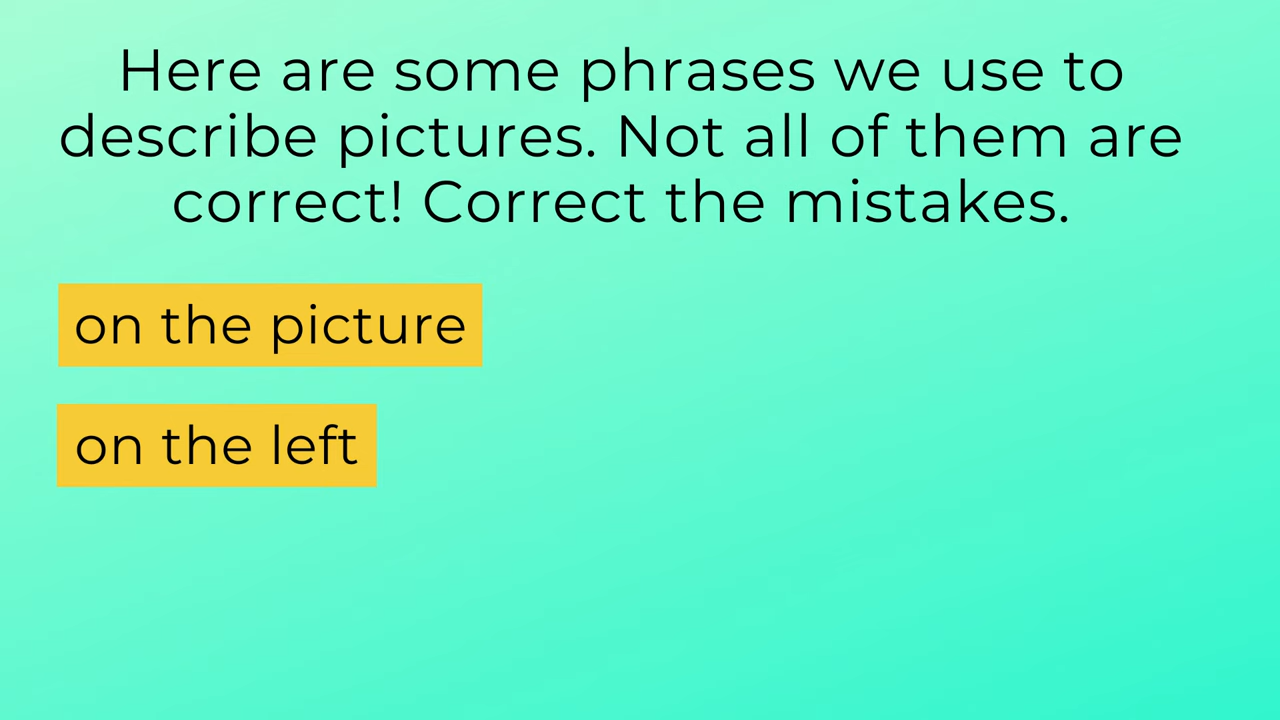 Here are some phrases we use to
describe pictures. Not all of them are
correct! Correct the mistakes.
on the picture
on the left